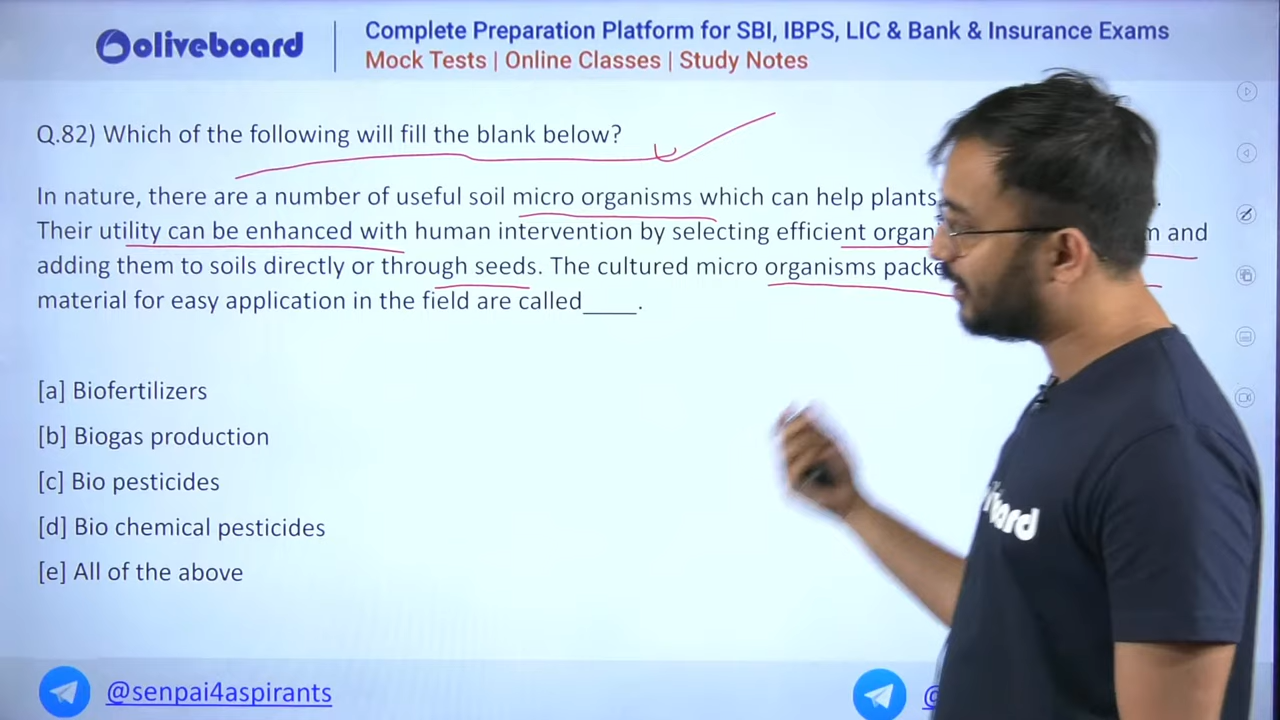 oliveboard
Complete Preparation Platform for SBI, IBPS, LIC & Bank & Insurance Exams
Mock Tests | Online Classes | Study Notes
Q.82) Which of the following will fill the blank below?
In nature, there are a number of useful soil micro organisms which can help plants
Their utility can be enhanced with human intervention by selecting efficient and
adding them to soils directly or through seeds. The cultured micro organisms
material for easy application in the field are called____.
[a] Biofertilizers
[b] Biogas production
[c] Bio pesticides
[d] Bio chemical pesticides
[e] All of the above
@senpai4aspirants